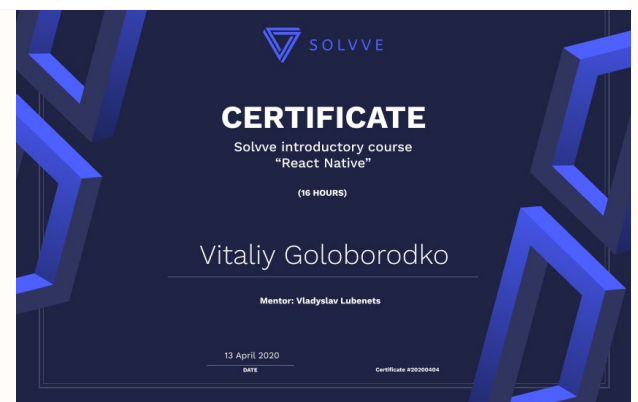 SOLVVE
CERTIFICATE
Solvve introductory course
“React Native”
(16 HOURS)
Vitaliy Goloborodko
Mentor: Vladyslav Lubenets
13 April 2020
DATE
Certificate #20200404